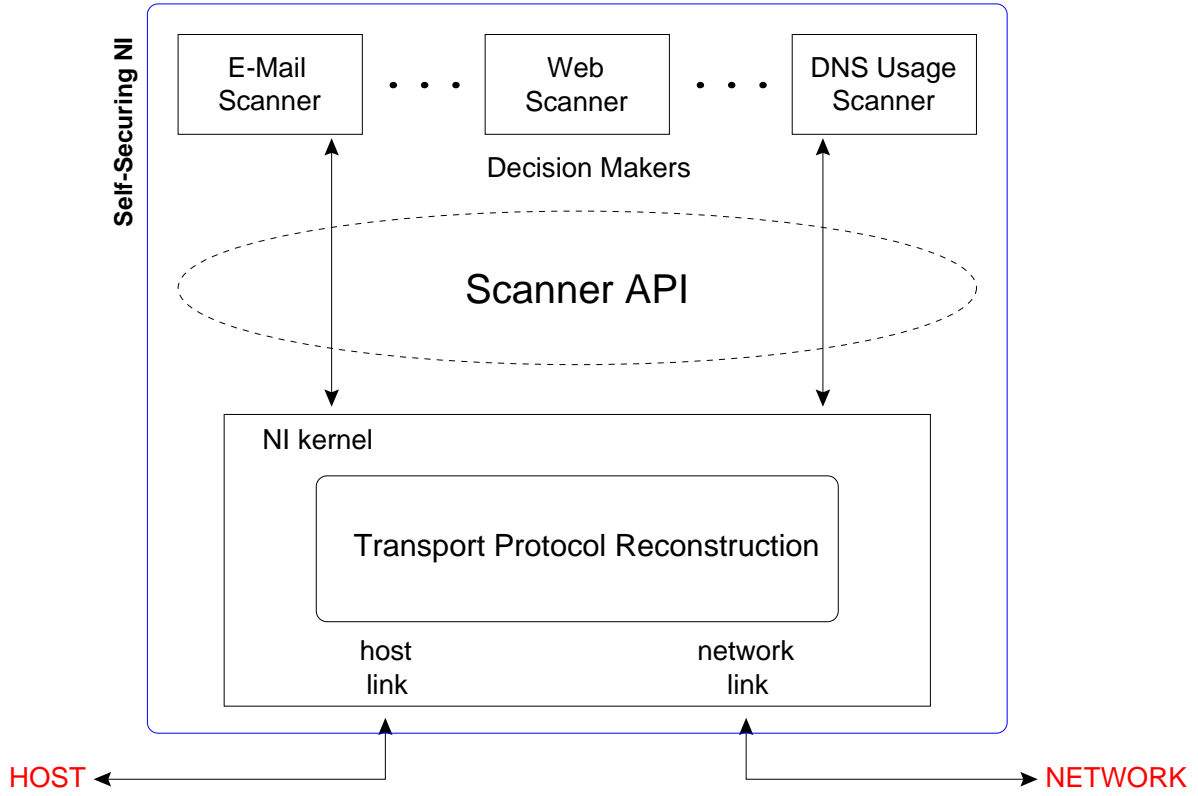 Self-Securing NI
E-Mail
Scanner
Web
Scanner
DNS Usage
Scanner
Decision Makers
Scanner API
NI kernel
Transport Protocol Reconstruction
host
link
network
link
HOST
NETWORK